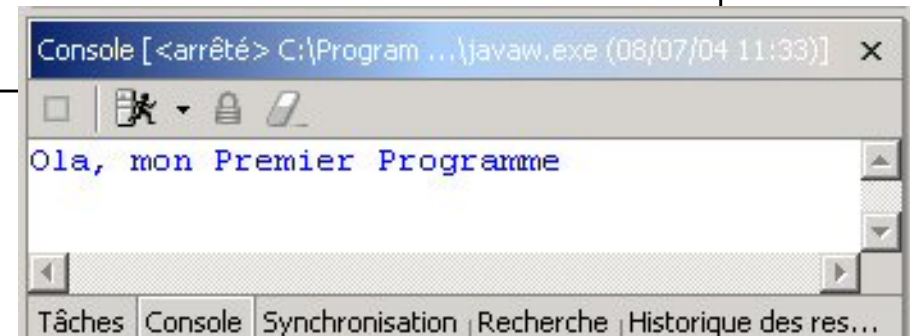 Console [<arrêté> C:\Program ...\javaw.exe (08/07/04 11:33)]
Ola, mon Premier Programme
Tâches Console Synchronisation Recherche Historique des res...